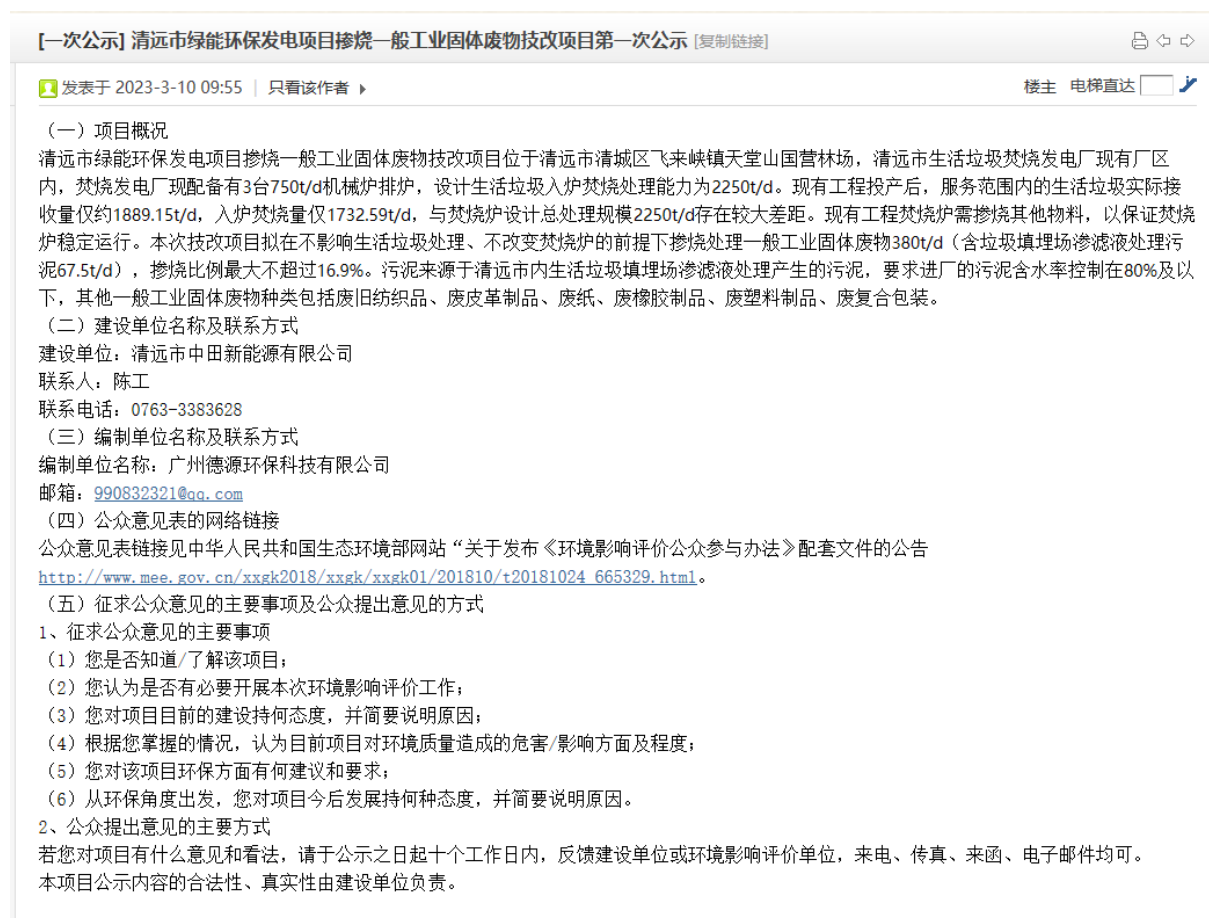 [一次公示] 清远市绿能环保发电项目掺烧一般工业固体废物技改项目第一次公示 [复制链接]
发表于 2023-3-10 09:55 | 只看该作者 楼主 电梯直达
（一）项目概况
清远市绿能环保发电项目掺烧一般工业固体废物技改项目位于清远市清城区飞来峡镇天堂山国营林场，清远市生活垃圾焚烧发电厂现有厂区
内，焚烧发电厂现配备有3台750t/d机械炉排炉，设计生活垃圾入炉焚烧处理能力为2250t/d。现有工程投产后，服务范围内的生活垃圾实际接
收量仅约1889.15t/d，入炉焚烧量仅1732.59t/d，与焚烧炉设计总处理规模2250t/d存在较大差距。现有工程焚烧炉需掺烧其他物料，以保证焚烧
炉稳定运行。本次技改项目拟在不影响生活垃圾处理、不改变焚烧炉的前提下掺烧处理一般工业固体废物380t/d（含垃圾填埋场渗滤液处理污
泥67.5t/d），掺烧比例最大不超过16.9%。污泥来源于清远市内生活垃圾填埋场渗滤液处理产生的污泥，要求进厂的污泥含水率控制在80%及以
下，其他一般工业固体废物种类包括废旧纺织品、废皮革制品、废纸、废橡胶制品、废塑料制品、废复合包装。
（二）建设单位名称及联系方式
建设单位：清远市中田新能源有限公司
联系人：陈工
联系电话：0763-3383628
（三）编制单位名称及联系方式
编制单位名称：广州德源环保科技有限公司
邮箱：990832321@qq.com
（四）公众意见表的网络链接
公众意见表链接见中华人民共和国生态环境部网站“关于发布《环境影响评价公众参与办法》配套文件的公告
http://www.mee.gov.cn/xxgk2018/xxgk/xxgk01/201810/t20181024_665329.html。
（五）征求公众意见的主要事项及公众提出意见的方式
1、征求公众意见的主要事项
（1）您是否知道/了解该项目；
（2）您认为是否有必要开展本次环境影响评价工作；
（3）您对项目目前的建设持何态度，并简要说明原因；
（4）根据您掌握的情况，认为目前项目对环境质量造成的危害/影响方面及程度；
（5）您对该项目环保方面有何建议和要求；
（6）从环保角度出发，您对项目今后发展持何种态度，并简要说明原因。
2、公众提出意见的主要方式
若您对项目有什么意见和看法，请于公示之日起十个工作日内，反馈建设单位或环境影响评价单位，来电、传真、来函、电子邮件均可。
本项目公示内容的合法性、真实性由建设单位负责。